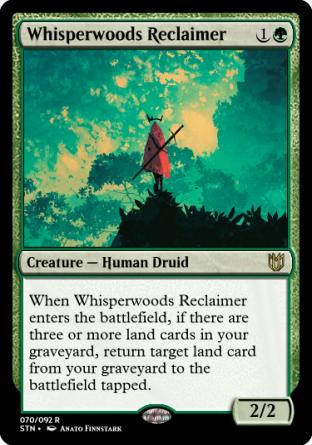 Whisperwoods Reclaimer 1
Creature — Human Druid
When Whisperwoods Reclaimer
enters the battlefield, if there are
three or more land cards in your
graveyard, return target land card
from your graveyard to the
battlefield tapped.
2/2
070/092 R
STN • Anato Finnstark